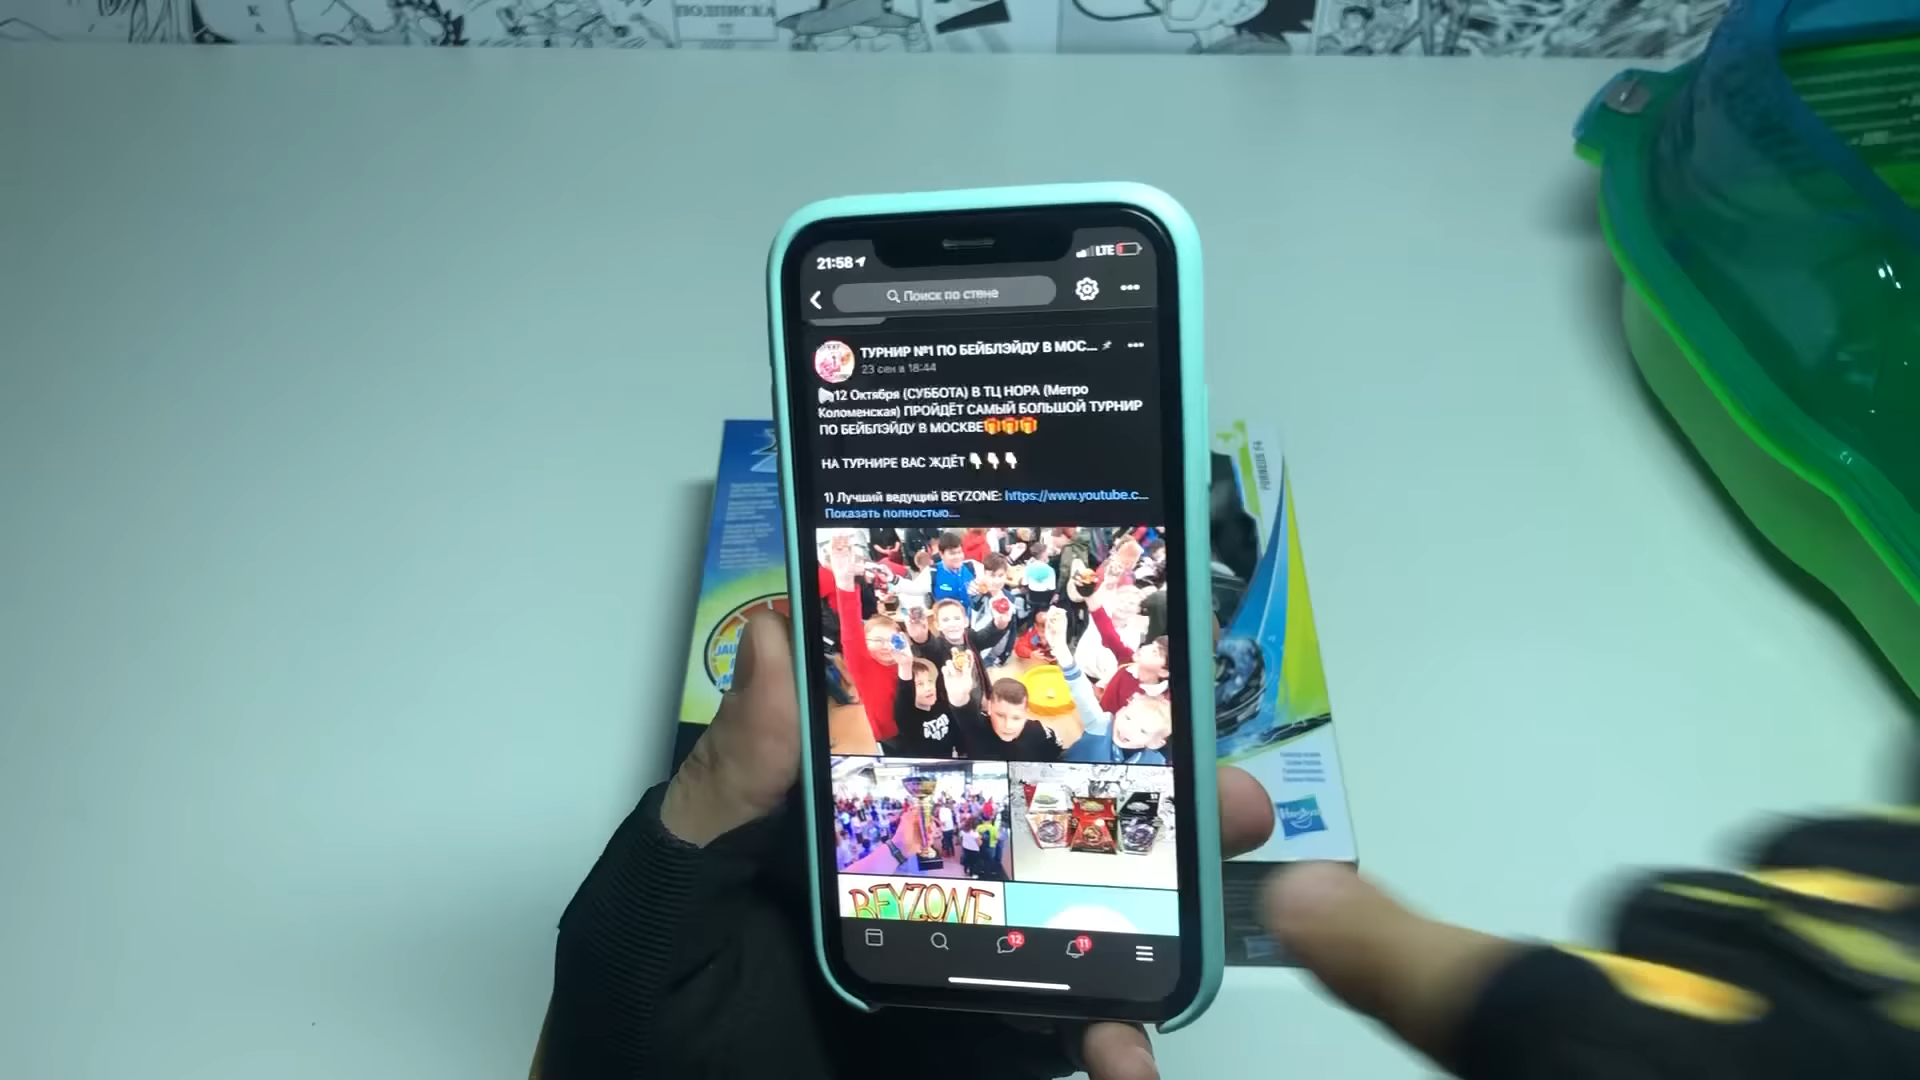 ПОДПИСКА
21:58
LTE
Поиск по стене
ТУРНИР №1 ПО БЕЙБЛЭЙДУ В МОС...
23 сен в 18:44
12 Октября (СУББОТА) В ТЦ НОРА (Метро
Коломенская) ПРОЙДЁТ САМЫЙ БОЛЬШОЙ ТУРНИР
ПО БЕЙБЛЭЙДУ В МОСКВЕ🎁🎁🎁
НА ТУРНИРЕ ВАС ЖДЁТ 👇👇👇
1) Лучший ведущий BEYZONE: https://www.youtube.c...
Показать полностью...
BEYZONE
12
11
Hasbro